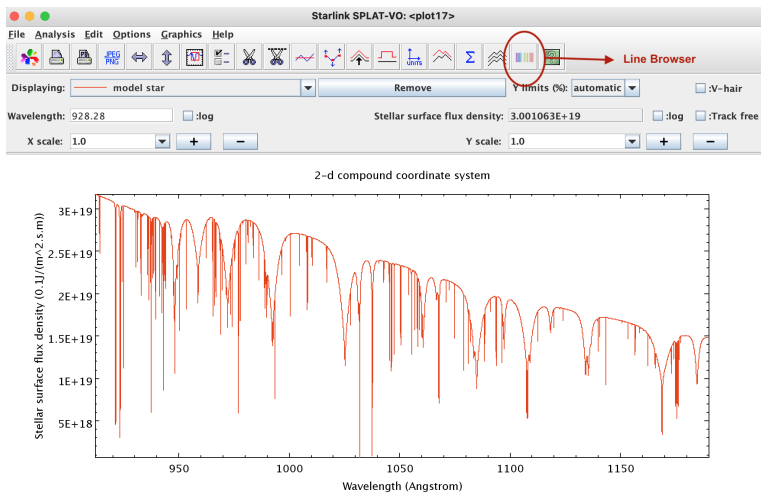 Starlink SPLAT-VO: <plot17>
File Analysis Edit Options Graphics Help
JPEG PNG UNITS Σ Line Browser
Displaying: model star Remove Y limits (%): automatic :V-hair
Wavelength: 928.28 :log Stellar surface flux density: 3.001063E+19 :log :Track free
X scale: 1.0 + − Y scale: 1.0 + −
2-d compound coordinate system
Stellar surface flux density (0.1J/(m^2.s.m))
3E+19
2.5E+19
2E+19
1.5E+19
1E+19
5E+18
950 1000 1050 1100 1150
Wavelength (Angstrom)